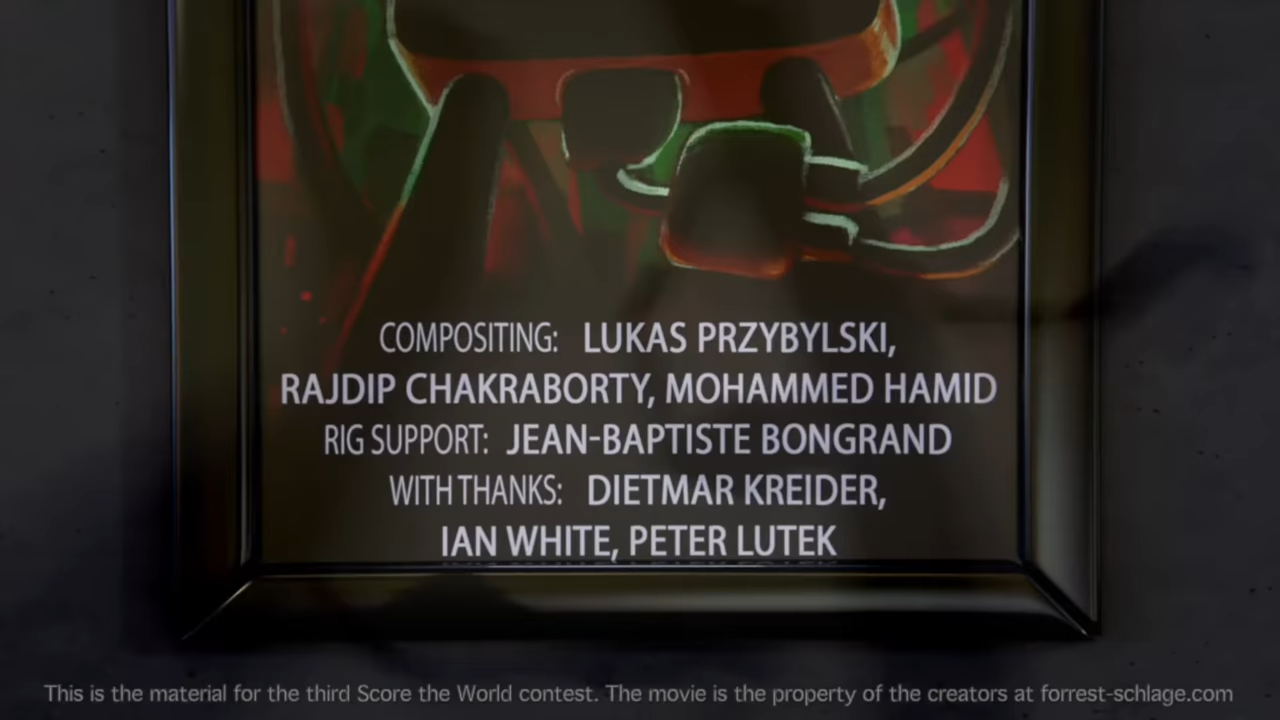 COMPOSITING: LUKAS PRZYBYLSKI,
RAJDIP CHAKRABORTY, MOHAMMED HAMID
RIG SUPPORT: JEAN-BAPTISTE BONGRAND
WITH THANKS: DIETMAR KREIDER,
IAN WHITE, PETER LUTEK
This is the material for the third Score the World contest. The movie is the property of the creators at forrest-schlage.com